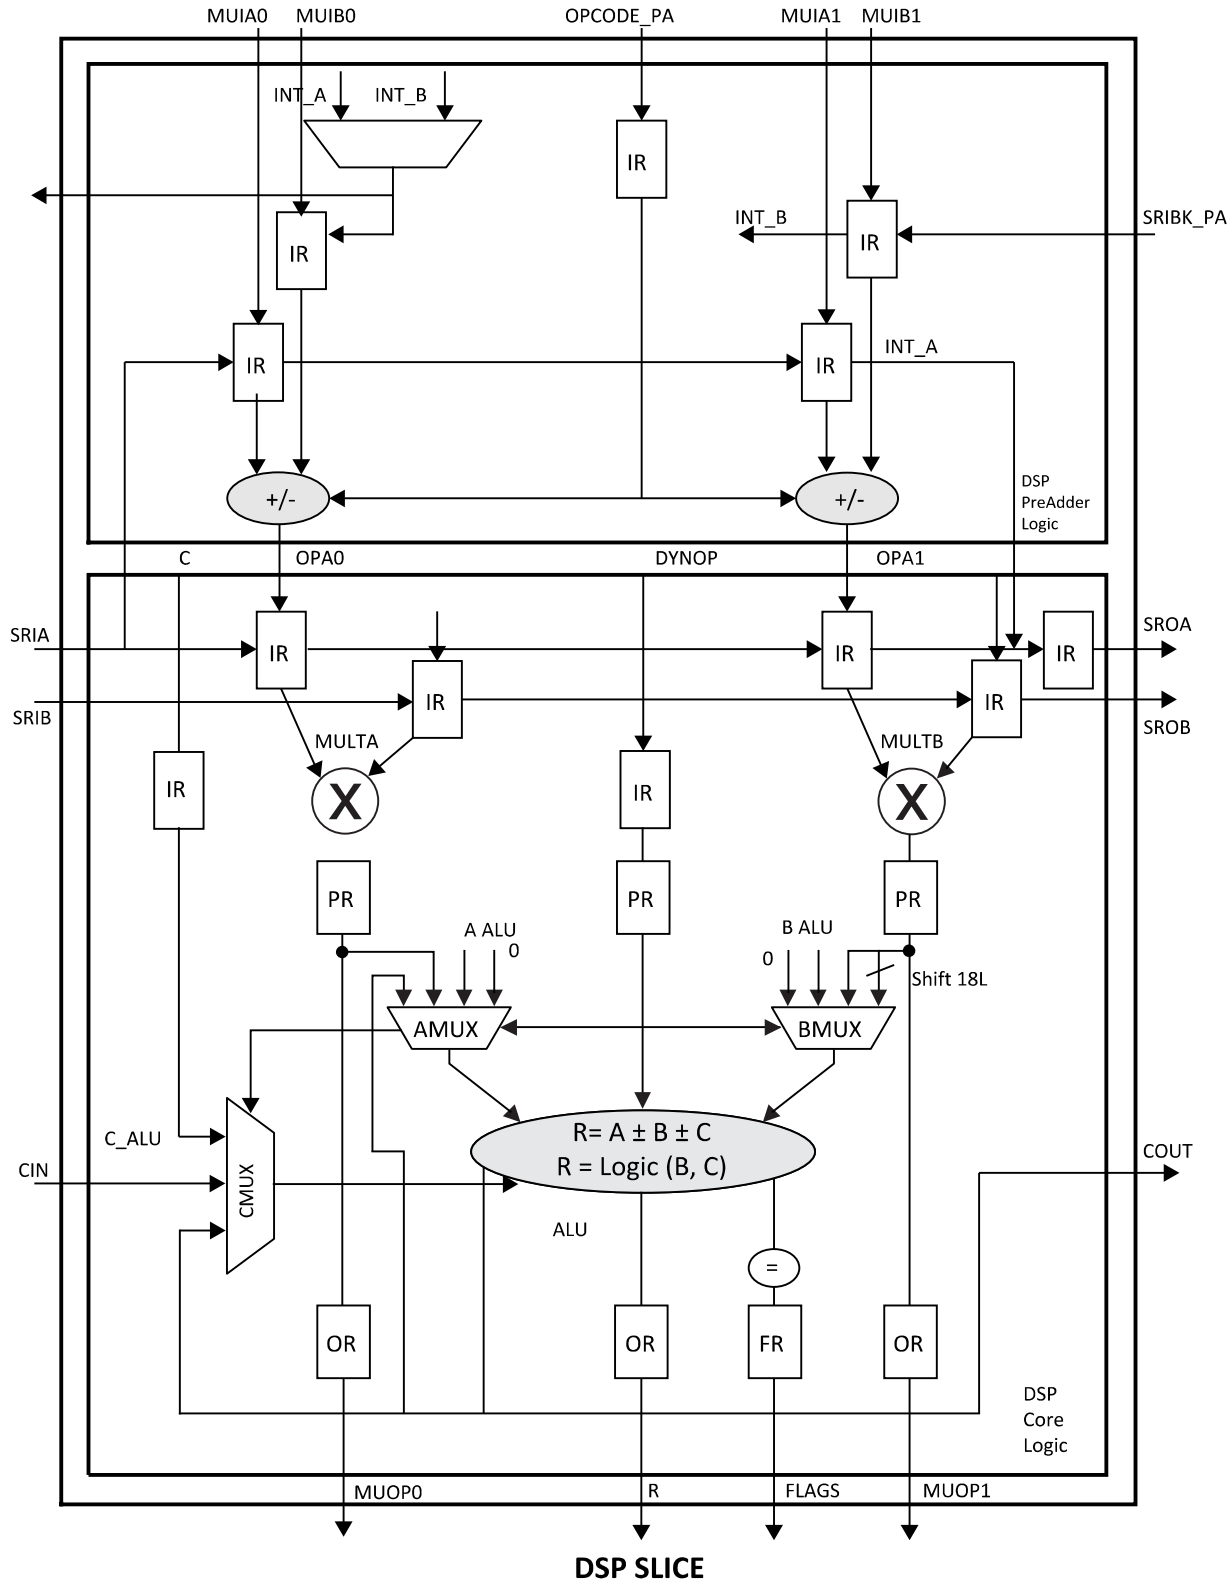 MUIA0 MUIB0 OPCODE_PA MUIA1 MUIB1
INT_A INT_B
IR
IR
INT_B
SRIBK_PA
IR
IR
IR
IR
INT_A
+/-
+/-
DSP
PreAdder
Logic
C OPA0 DYNOP OPA1
SRIA
IR
IR
IR
SROA
SRIB
IR
IR
SROB
MULTA
MULTB
IR
X
IR
X
PR
PR
PR
A ALU
0
B ALU
0
Shift 18L
AMUX
BMUX
C_ALU
CIN
CMUX
R= A ± B ± C
R = Logic (B, C)
COUT
ALU
=
OR
OR
FR
OR
DSP
Core
Logic
MUOP0 R FLAGS MUOP1
DSP SLICE